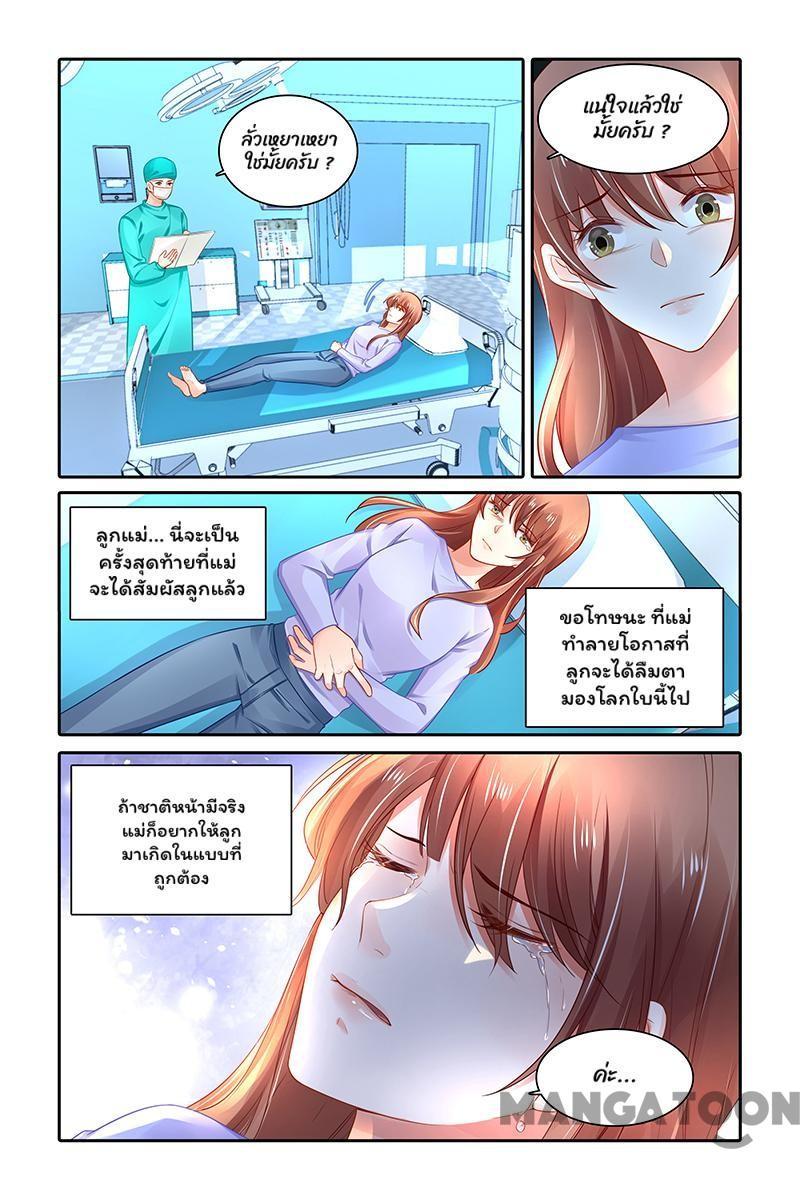 ลั่วเหยาเหยา
ใช่มั้ยครับ ?
แน่ใจแล้วใช่
มั้ยครับ ?
ลูกแม่... นี่จะเป็น
ครั้งสุดท้ายที่แม่
จะได้สัมผัสลูกแล้ว
ขอโทษนะ ที่แม่
ทำลายโอกาสที่
ลูกจะได้ลืมตา
มองโลกใบนี้ไป
ถ้าชาติหน้ามีจริง
แม่ก็อยากให้ลูก
มาเกิดในแบบที่
ถูกต้อง
ค่ะ...
MANGATOON